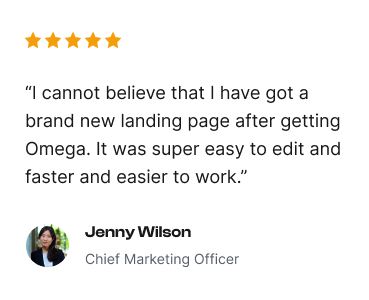 “I cannot believe that I have got a
brand new landing page after getting
Omega. It was super easy to edit and
faster and easier to work.”
Jenny Wilson
Chief Marketing Officer